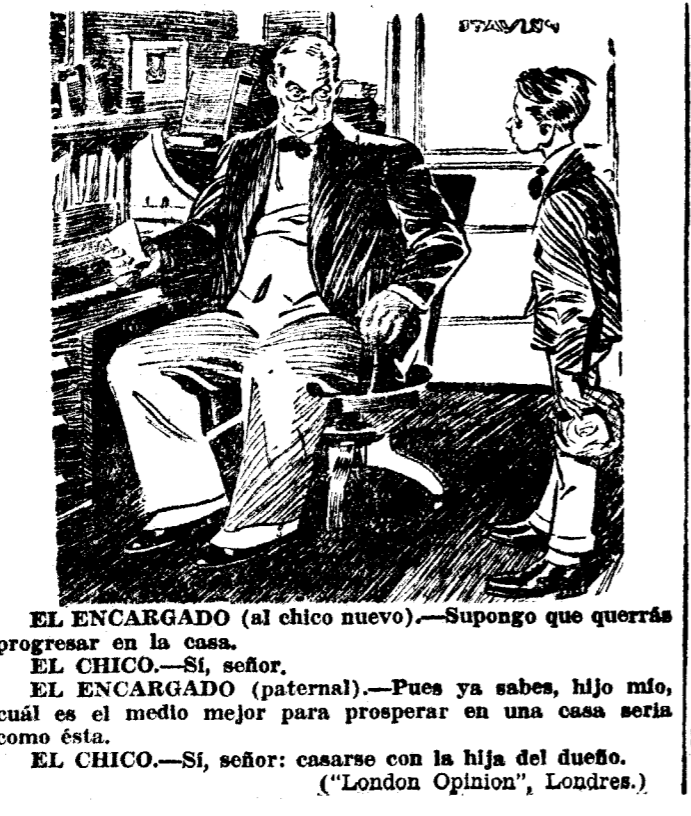 PRIVATE
EL ENCARGADO (al chico nuevo).—Supongo que querrás
progresar en la casa.
EL CHICO.—Sí, señor.
EL ENCARGADO (paternal).—Pues ya sabes, hijo mío,
cuál es el medio mejor para prosperar en una casa seria
como ésta.
EL CHICO.—Sí, señor: casarse con la hija del dueño.
("London Opinion", Londres.)